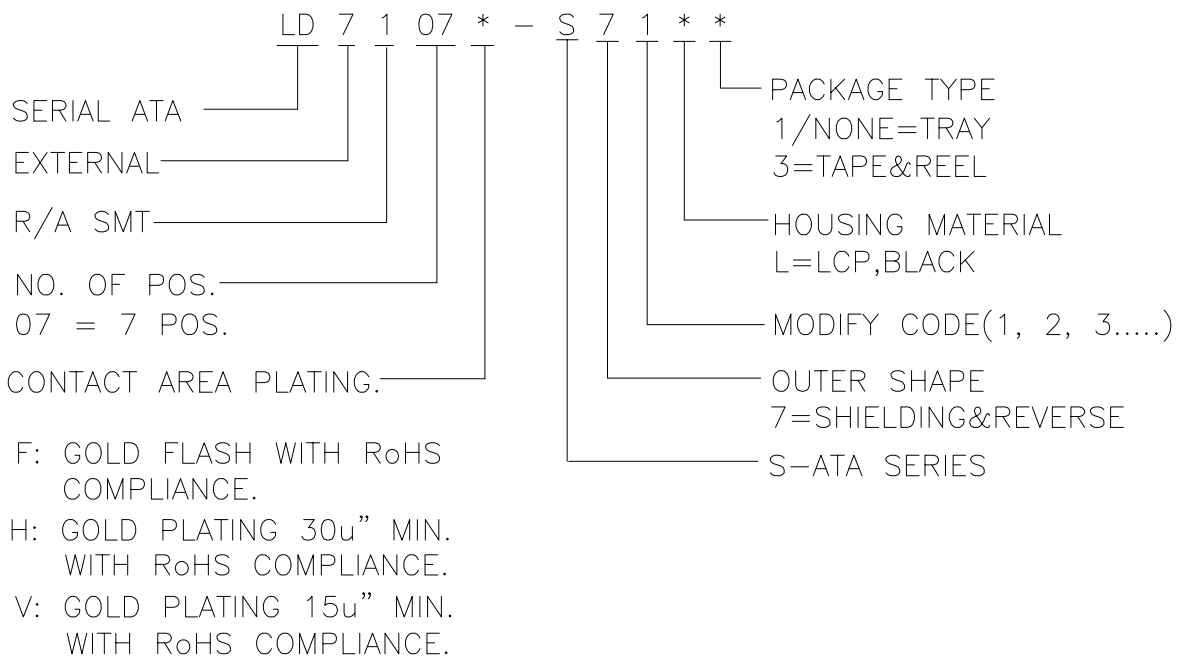 LD 7 1 07 * - S 7 1 * *
SERIAL ATA
EXTERNAL
R/A SMT
NO. OF POS.
07 = 7 POS.
CONTACT AREA PLATING.
F: GOLD FLASH WITH RoHS
COMPLIANCE.
H: GOLD PLATING 30u” MIN.
WITH RoHS COMPLIANCE.
V: GOLD PLATING 15u” MIN.
WITH RoHS COMPLIANCE.
PACKAGE TYPE
1/NONE=TRAY
3=TAPE&REEL
HOUSING MATERIAL
L=LCP,BLACK
MODIFY CODE(1, 2, 3.....)
OUTER SHAPE
7=SHIELDING&REVERSE
S-ATA SERIES